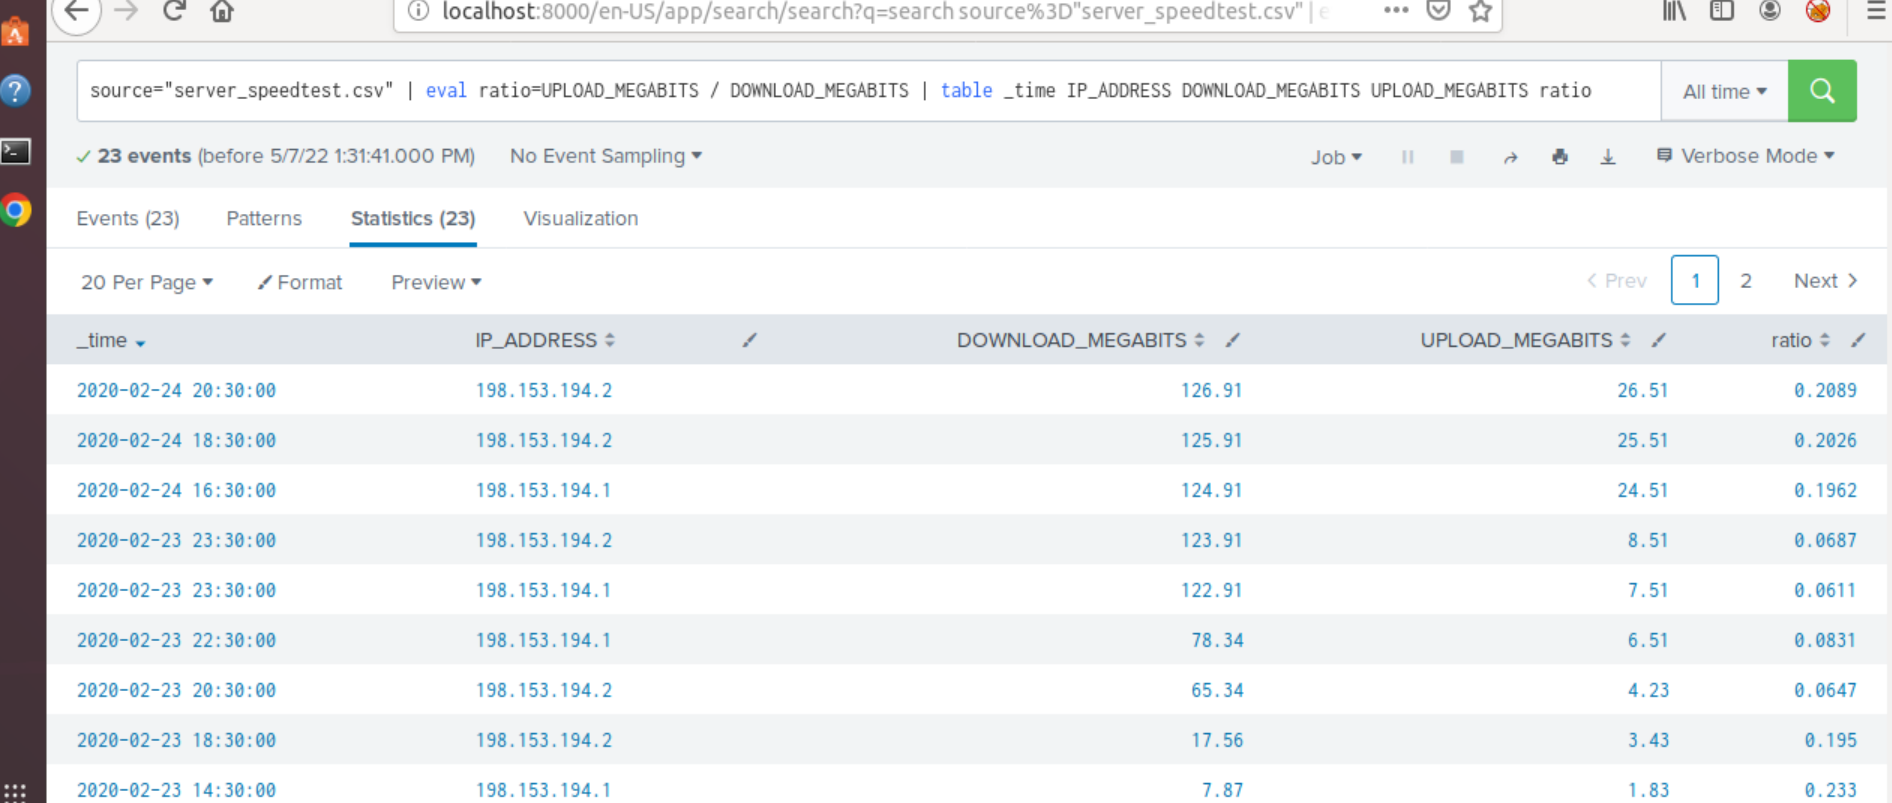 localhost:8000/en-US/app/search/search?q=search source%3D"server_speedtest.csv" | e
source="server_speedtest.csv" | eval ratio=UPLOAD_MEGABITS / DOWNLOAD_MEGABITS | table _time IP_ADDRESS DOWNLOAD_MEGABITS UPLOAD_MEGABITS ratio All time
23 events (before 5/7/22 1:31:41.000 PM) No Event Sampling Job Verbose Mode
Events (23) Patterns Statistics (23) Visualization
20 Per Page Format Preview < Prev 1 2 Next >
_time IP_ADDRESS DOWNLOAD_MEGABITS UPLOAD_MEGABITS ratio
2020-02-24 20:30:00 198.153.194.2 126.91 26.51 0.2089
2020-02-24 18:30:00 198.153.194.2 125.91 25.51 0.2026
2020-02-24 16:30:00 198.153.194.1 124.91 24.51 0.1962
2020-02-23 23:30:00 198.153.194.2 123.91 8.51 0.0687
2020-02-23 23:30:00 198.153.194.1 122.91 7.51 0.0611
2020-02-23 22:30:00 198.153.194.1 78.34 6.51 0.0831
2020-02-23 20:30:00 198.153.194.2 65.34 4.23 0.0647
2020-02-23 18:30:00 198.153.194.2 17.56 3.43 0.195
2020-02-23 14:30:00 198.153.194.1 7.87 1.83 0.233